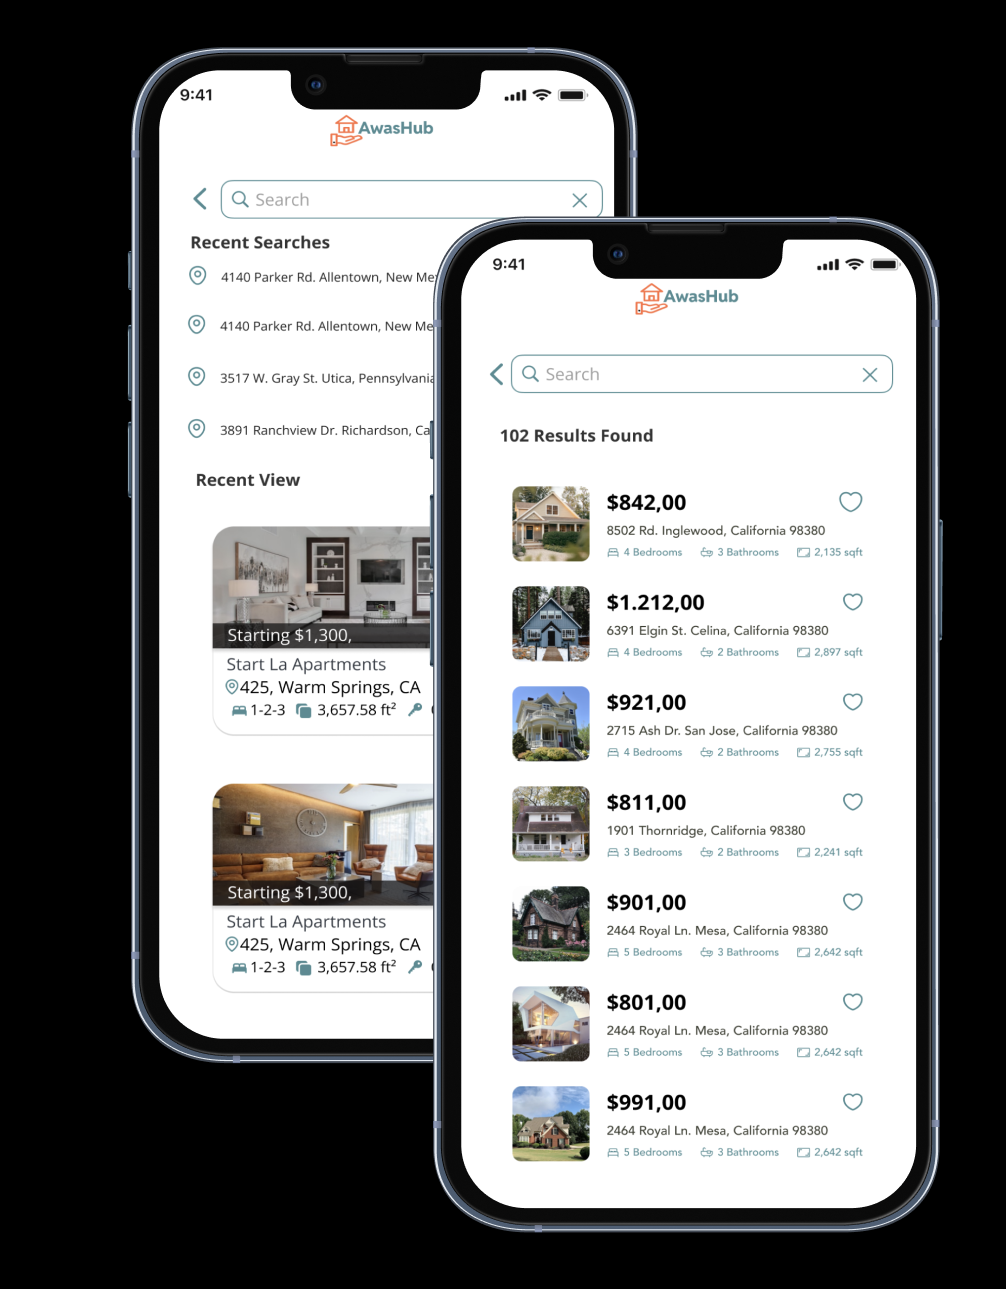 9:41
AwasHub
Search
Recent Searches
4140 Parker Rd. Allentown, New
4140 Parker Rd. Allentown, New
3517 W. Gray St. Utica, Pennsylvania
3891 Ranchview Dr. Richardson,
Recent View
Starting $1,300,
Start La Apartments
425, Warm Springs, CA
1-2-3 3,657.58 ft²
Starting $1,300,
Start La Apartments
425, Warm Springs, CA
1-2-3 3,657.58 ft²
9:41
AwasHub
Search
102 Results Found
$842,00
8502 Rd. Inglewood, California 98380
4 Bedrooms 3 Bathrooms 2,135 sqft
$1.212,00
6391 Elgin St. Celina, California 98380
4 Bedrooms 2 Bathrooms 2,897 sqft
$921,00
2715 Ash Dr. San Jose, California 98380
4 Bedrooms 2 Bathrooms 2,755 sqft
$811,00
1901 Thornridge, California 98380
3 Bedrooms 2 Bathrooms 2,241 sqft
$901,00
2464 Royal Ln. Mesa, California 98380
5 Bedrooms 3 Bathrooms 2,642 sqft
$801,00
2464 Royal Ln. Mesa, California 98380
5 Bedrooms 3 Bathrooms 2,642 sqft
$991,00
2464 Royal Ln. Mesa, California 98380
5 Bedrooms 3 Bathrooms 2,642 sqft